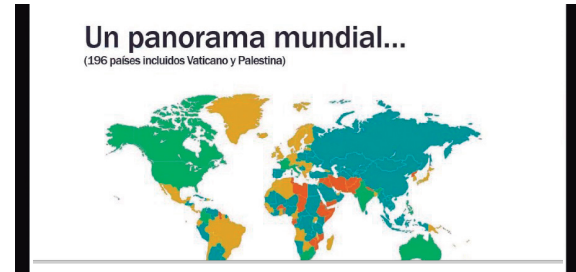 Un panorama mundial...
(196 países incluidos Vaticano y Palestina)